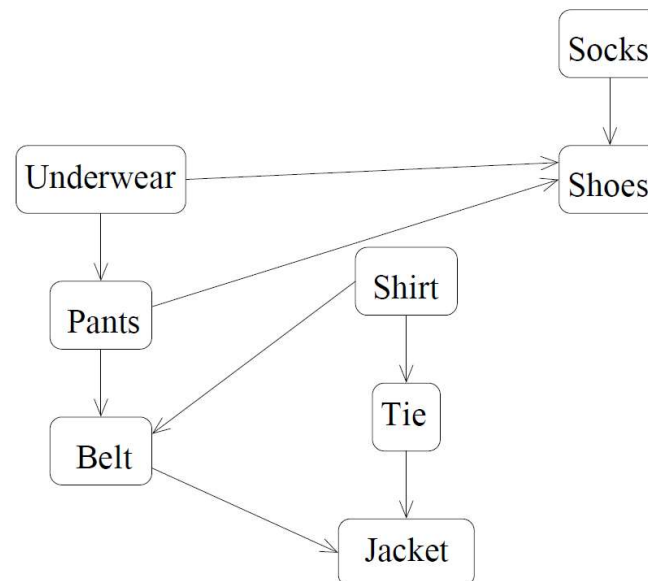 Socks
Underwear
Shoes
Shirt
Pants
Tie
Belt
Jacket